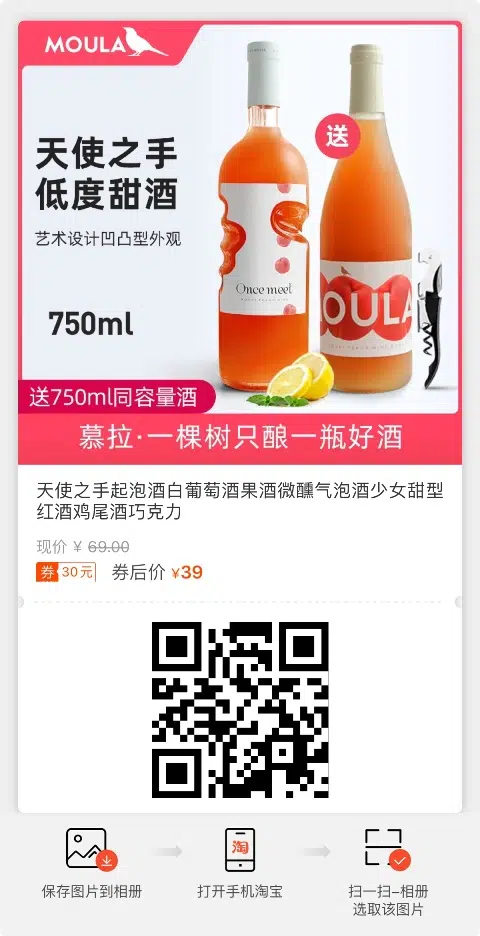 MOULA
天使之手
低度甜酒
艺术设计凹凸型外观
750ml
送
Once meet
MOULA
送750ml同容量酒
慕拉·一棵树只酿一瓶好酒
天使之手起泡酒白葡萄酒果酒微醺气泡酒少女甜型
红酒鸡尾酒巧克力
现价 ¥ 69.00
券 30元 券后价 ¥39
淘
保存图片到相册
打开手机淘宝
扫一扫-相册
选取该图片